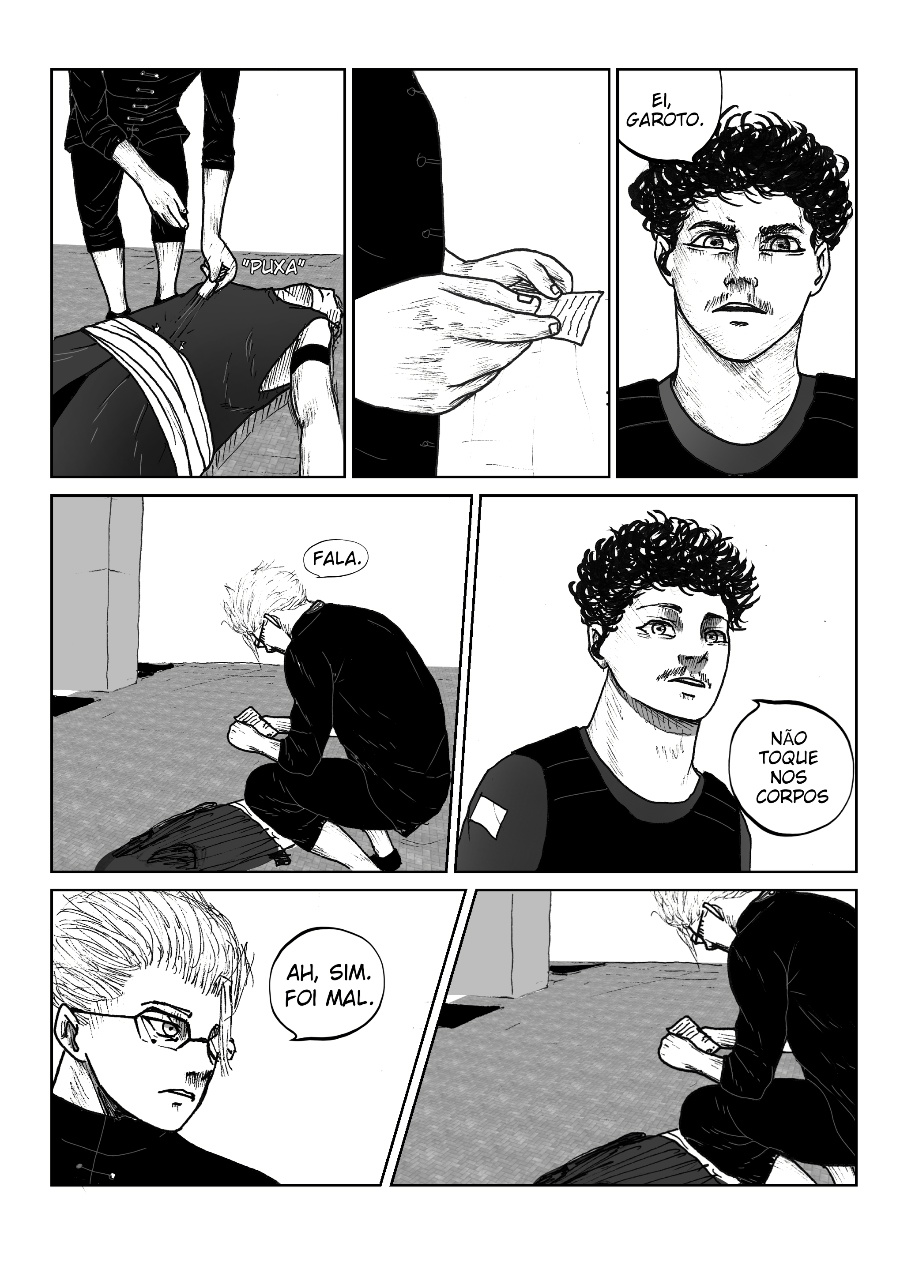 "PUXA"
EI,
GAROTO.
FALA.
NÃO
TOQUE
NOS
CORPOS
AH, SIM.
FOI MAL.